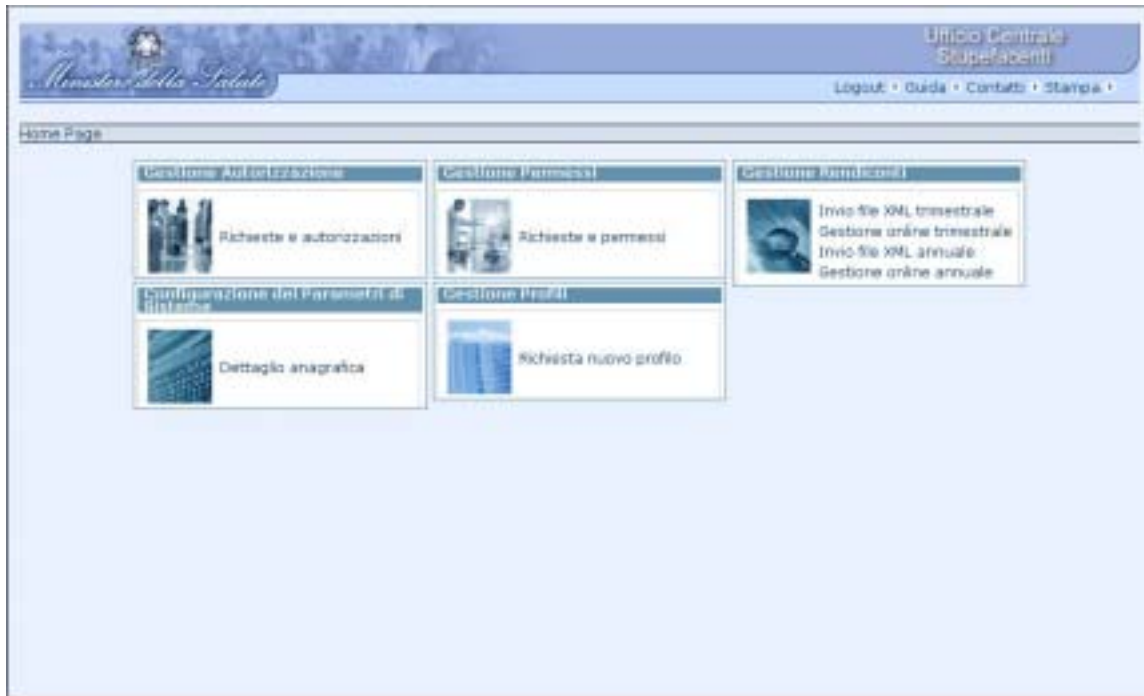 Ministero della Salute
Ufficio Centrale
Stupefacenti
Logout Guida Contatti Stampa
Home Page
Gestione Autorizzazione
Richieste e autorizzazioni
Gestione Permessi
Richieste e permessi
Gestione Rendiconti
Invio file XML trimestrale
Gestione online trimestrale
Invio file XML annuale
Gestione online annuale
Configurazione dei Parametri di
Sistema
Dettaglio anagrafica
Gestione Profili
Richiesta nuovo profilo